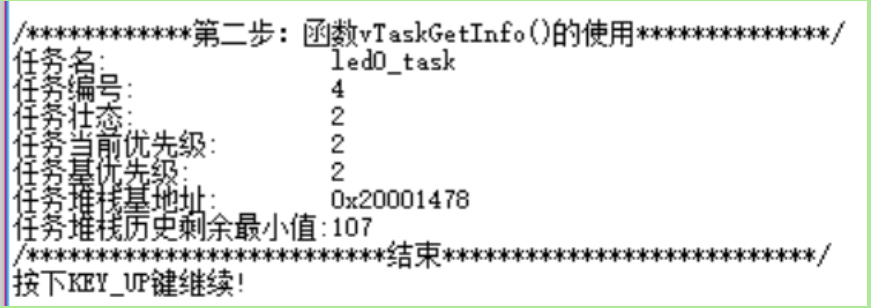 /************第二步：函数vTaskGetInfo()的使用**************/
任务名: led0_task
任务编号: 4
任务壮态: 2
任务当前优先级: 2
任务基优先级: 2
任务堆栈基地址: 0x20001478
任务堆栈历史剩余最小值:107
/**************************结束***************************/
按下KEY_UP键继续!